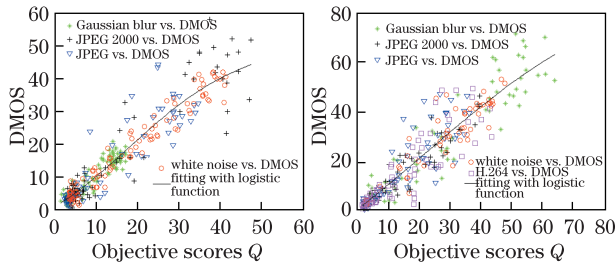 60
50
40
30
20
10
0
DMOS
Gaussian blur vs. DMOS
JPEG 2000 vs. DMOS
JPEG vs. DMOS
white noise vs. DMOS
fitting with logistic
function
0 10 20 30 40 50 60
Objective scores Q
80
60
40
20
0
DMOS
Gaussian blur vs. DMOS
JPEG 2000 vs. DMOS
JPEG vs. DMOS
white noise vs. DMOS
H.264 vs. DMOS
fitting with logistic
function
0 10 20 30 40 50 60 70 80
Objective scores Q